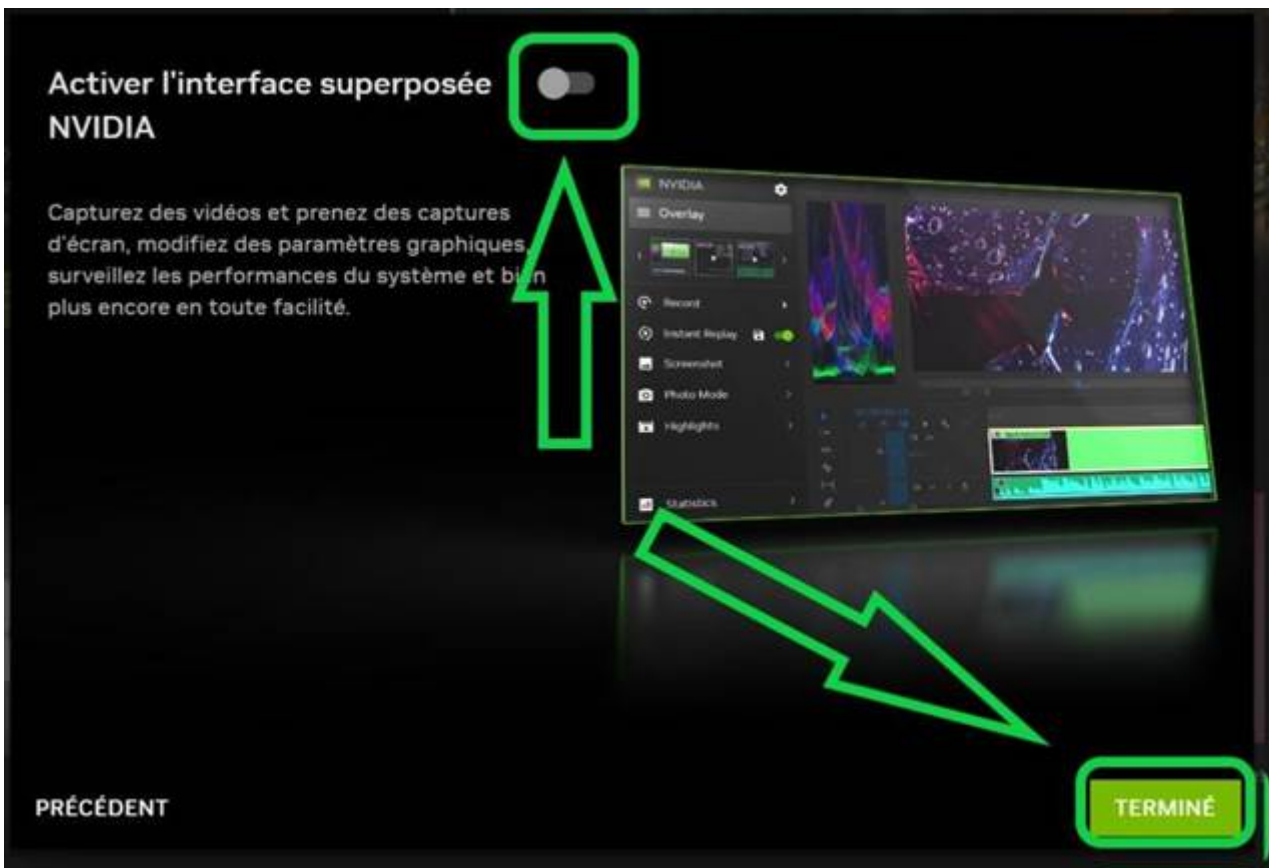 Activer l'interface superposée
NVIDIA
Capturez des vidéos et prenez des captures
d'écran, modifiez des paramètres graphiques,
surveillez les performances du système et bien
plus encore en toute facilité.
NVIDIA
Overlay
Record
Instant Replay
Screenshot
Photo Mode
Highlights
Statistics
PRÉCÉDENT
TERMINÉ